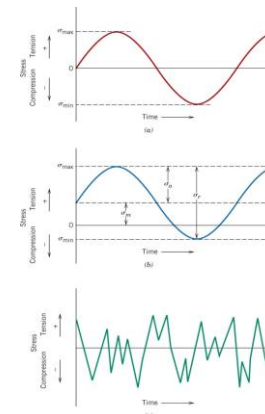 σmax
Stress
Compression Tension
− +
0
σmin
Time
(a)
σmax
σa
σr
Stress
Compression Tension
− +
σm
0
σmin
Time
(b)
Stress
Compression Tension
− +
Time